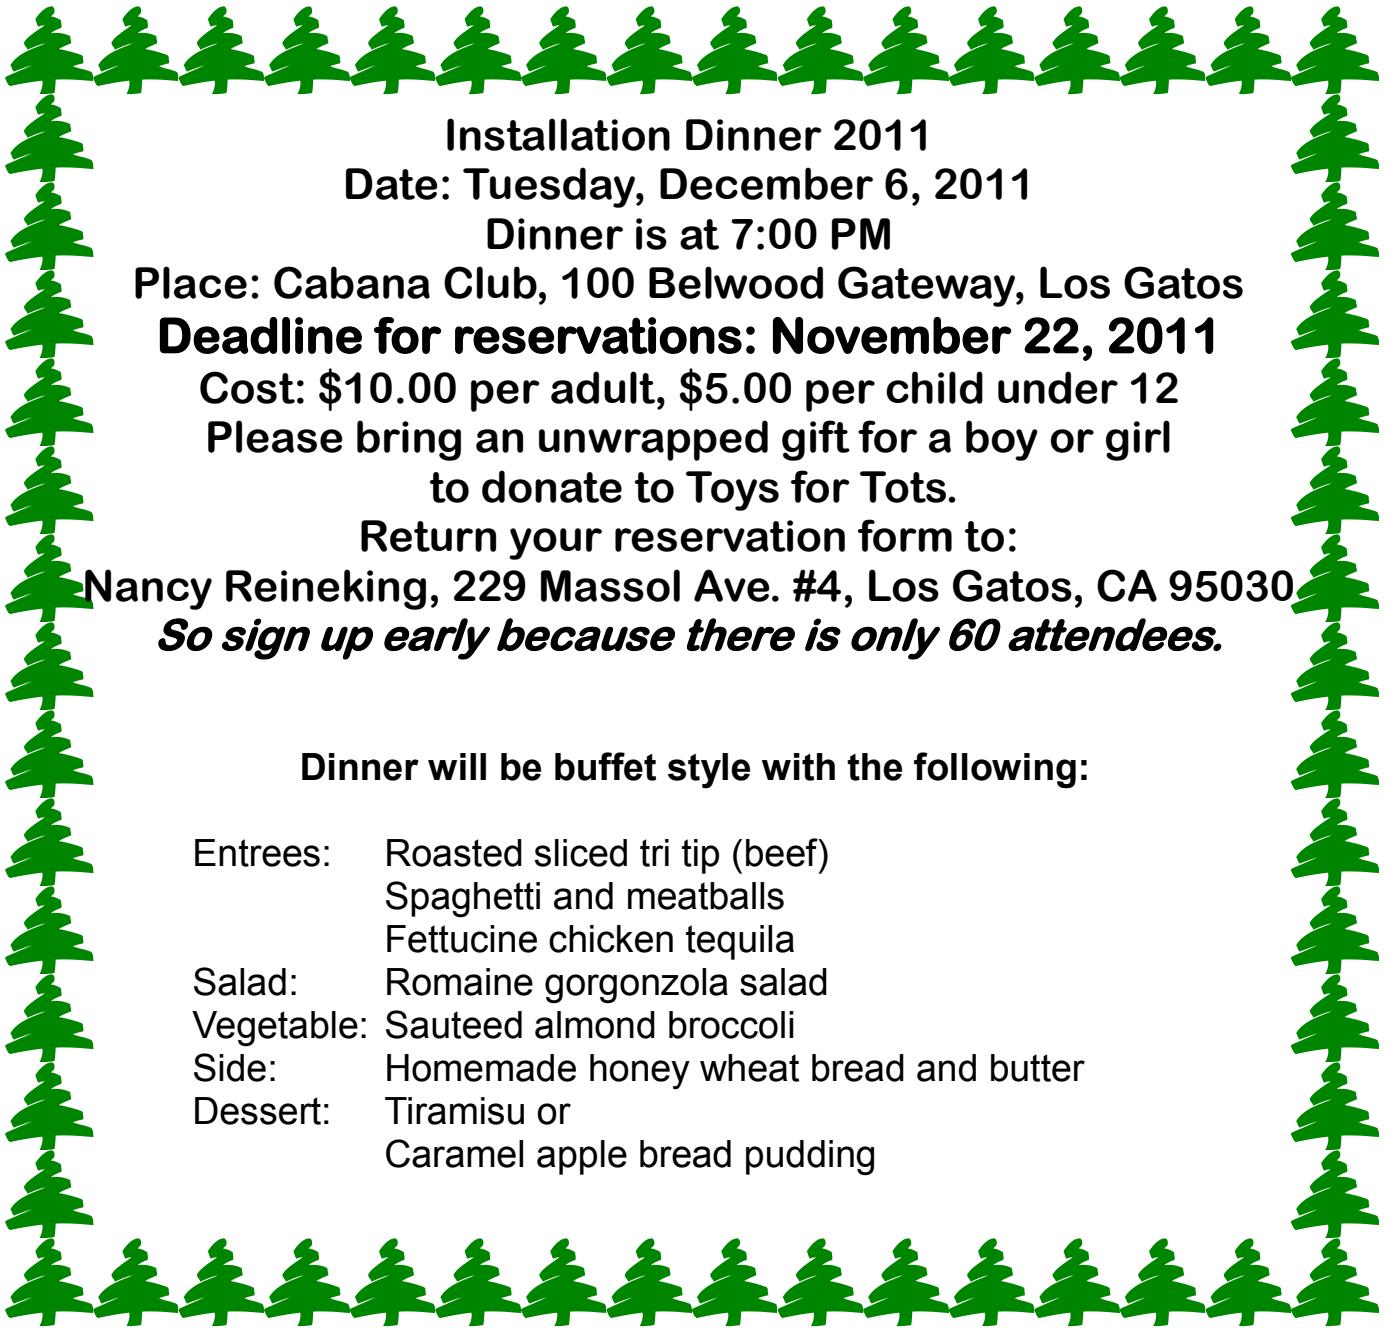 Installation Dinner 2011
Date: Tuesday, December 6, 2011
Dinner is at 7:00 PM
Place: Cabana Club, 100 Belwood Gateway, Los Gatos
Deadline for reservations: November 22, 2011
Cost: $10.00 per adult, $5.00 per child under 12
Please bring an unwrapped gift for a boy or girl
to donate to Toys for Tots.
Return your reservation form to:
Nancy Reineking, 229 Massol Ave. #4, Los Gatos, CA 95030
So sign up early because there is only 60 attendees.
Dinner will be buffet style with the following:
Entrees: Roasted sliced tri tip (beef)
Spaghetti and meatballs
Fettucine chicken tequila
Salad: Romaine gorgonzola salad
Vegetable: Sauteed almond broccoli
Side: Homemade honey wheat bread and butter
Dessert: Tiramisu or
Caramel apple bread pudding